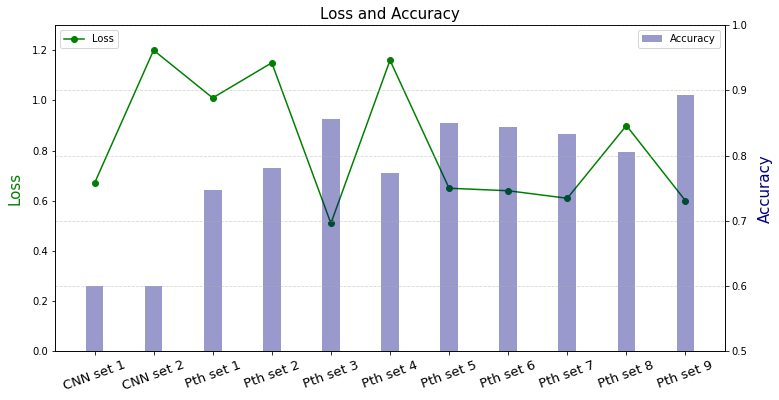 Loss and Accuracy
Loss
Accuracy
1.2
1.0
0.8
0.6
0.4
0.2
0.0
Loss
1.0
0.9
0.8
0.7
0.6
0.5
Accuracy
CNN set 1
CNN set 2
Pth set 1
Pth set 2
Pth set 3
Pth set 4
Pth set 5
Pth set 6
Pth set 7
Pth set 8
Pth set 9